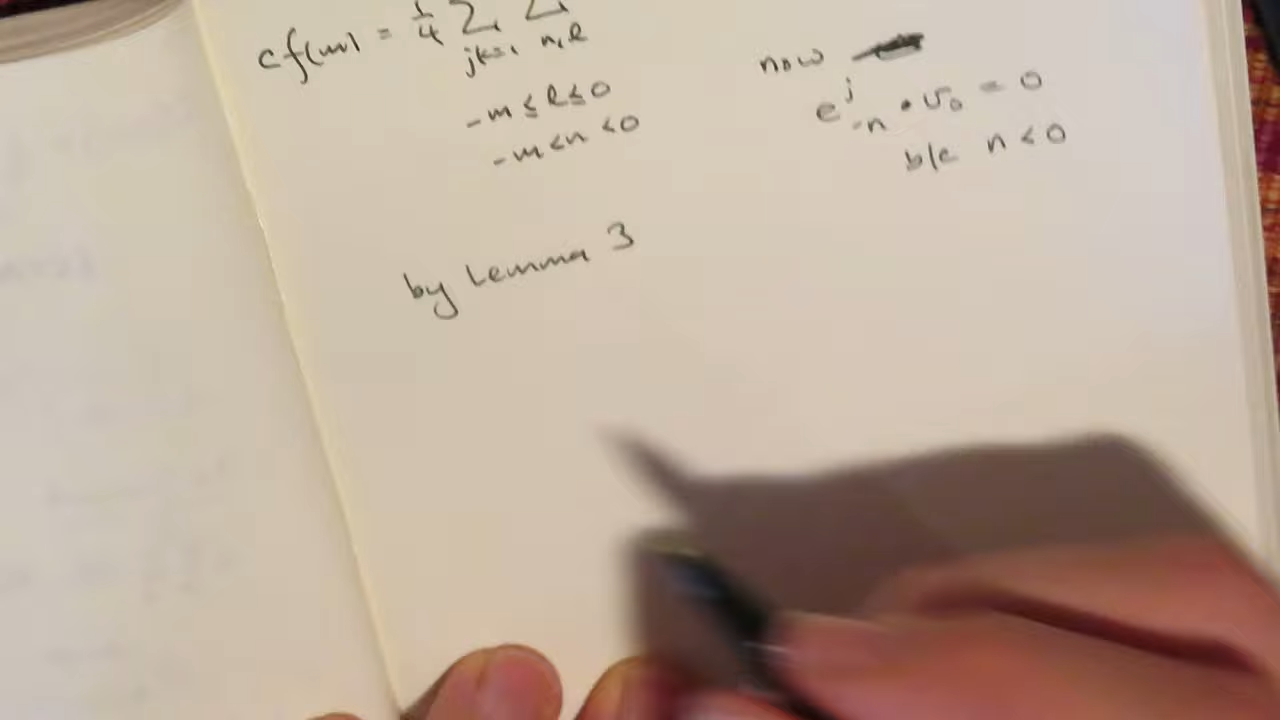 cf(m) = 1/4 Σ Σ
jk=1 n,l
-m ≤ l ≤ 0
-m < n < 0
now
e^j_{-n} · v_0 = 0
b/c n < 0
by Lemma 3